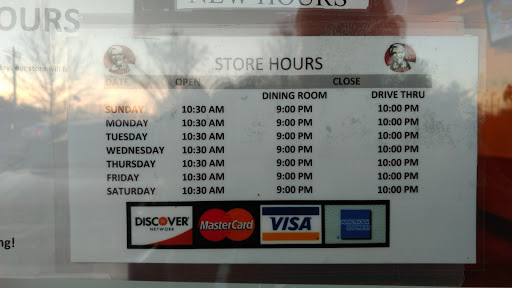 NEW HOURS
OURS
STORE HOURS
DATE OPEN CLOSE
DINING ROOM DRIVE THRU
SUNDAY 10:30 AM 9:00 PM 10:00 PM
MONDAY 10:30 AM 9:00 PM 10:00 PM
TUESDAY 10:30 AM 9:00 PM 10:00 PM
WEDNESDAY 10:30 AM 9:00 PM 10:00 PM
THURSDAY 10:30 AM 9:00 PM 10:00 PM
FRIDAY 10:30 AM 9:00 PM 10:00 PM
SATURDAY 10:30 AM 9:00 PM 10:00 PM
DISCOVER MasterCard VISA AMERICAN EXPRESS
NETWORK
ng!